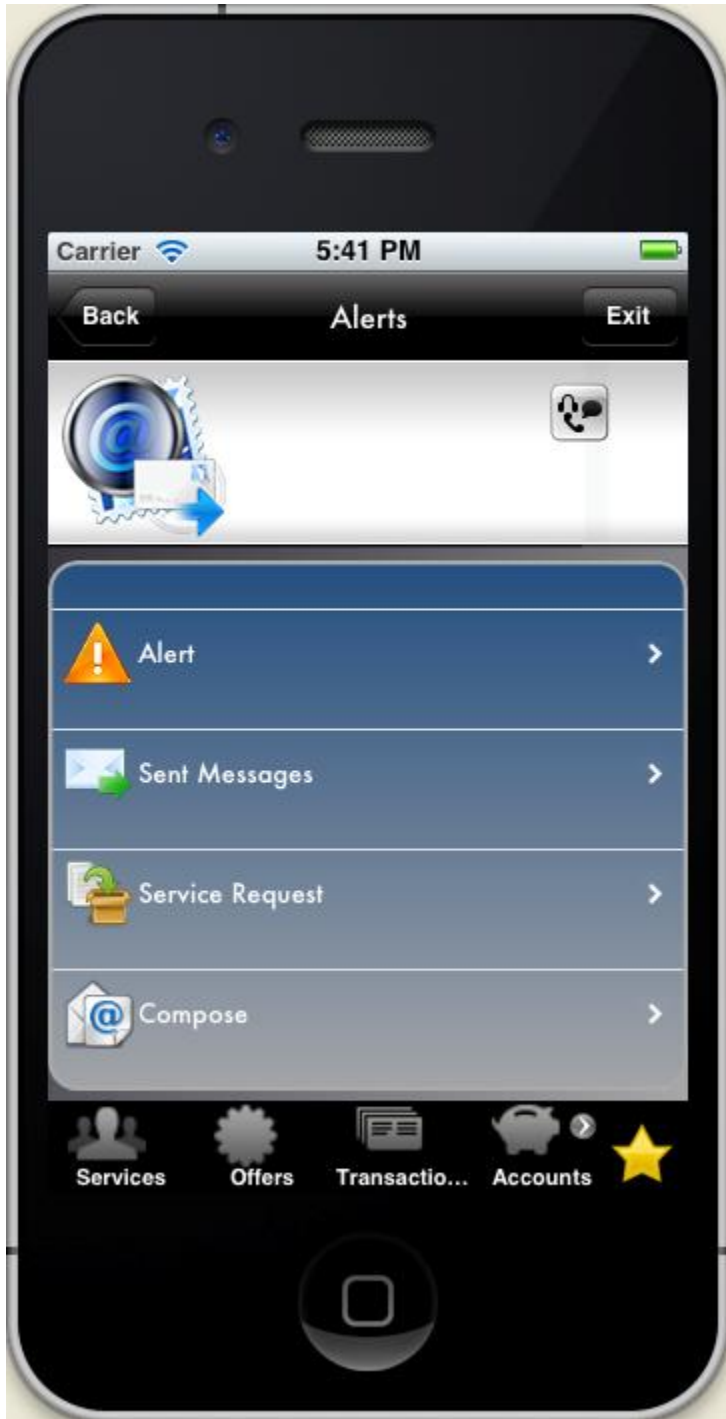 Carrier 5:41 PM
Back Alerts Exit
Alert
Sent Messages
Service Request
Compose
Services Offers Transactio... Accounts